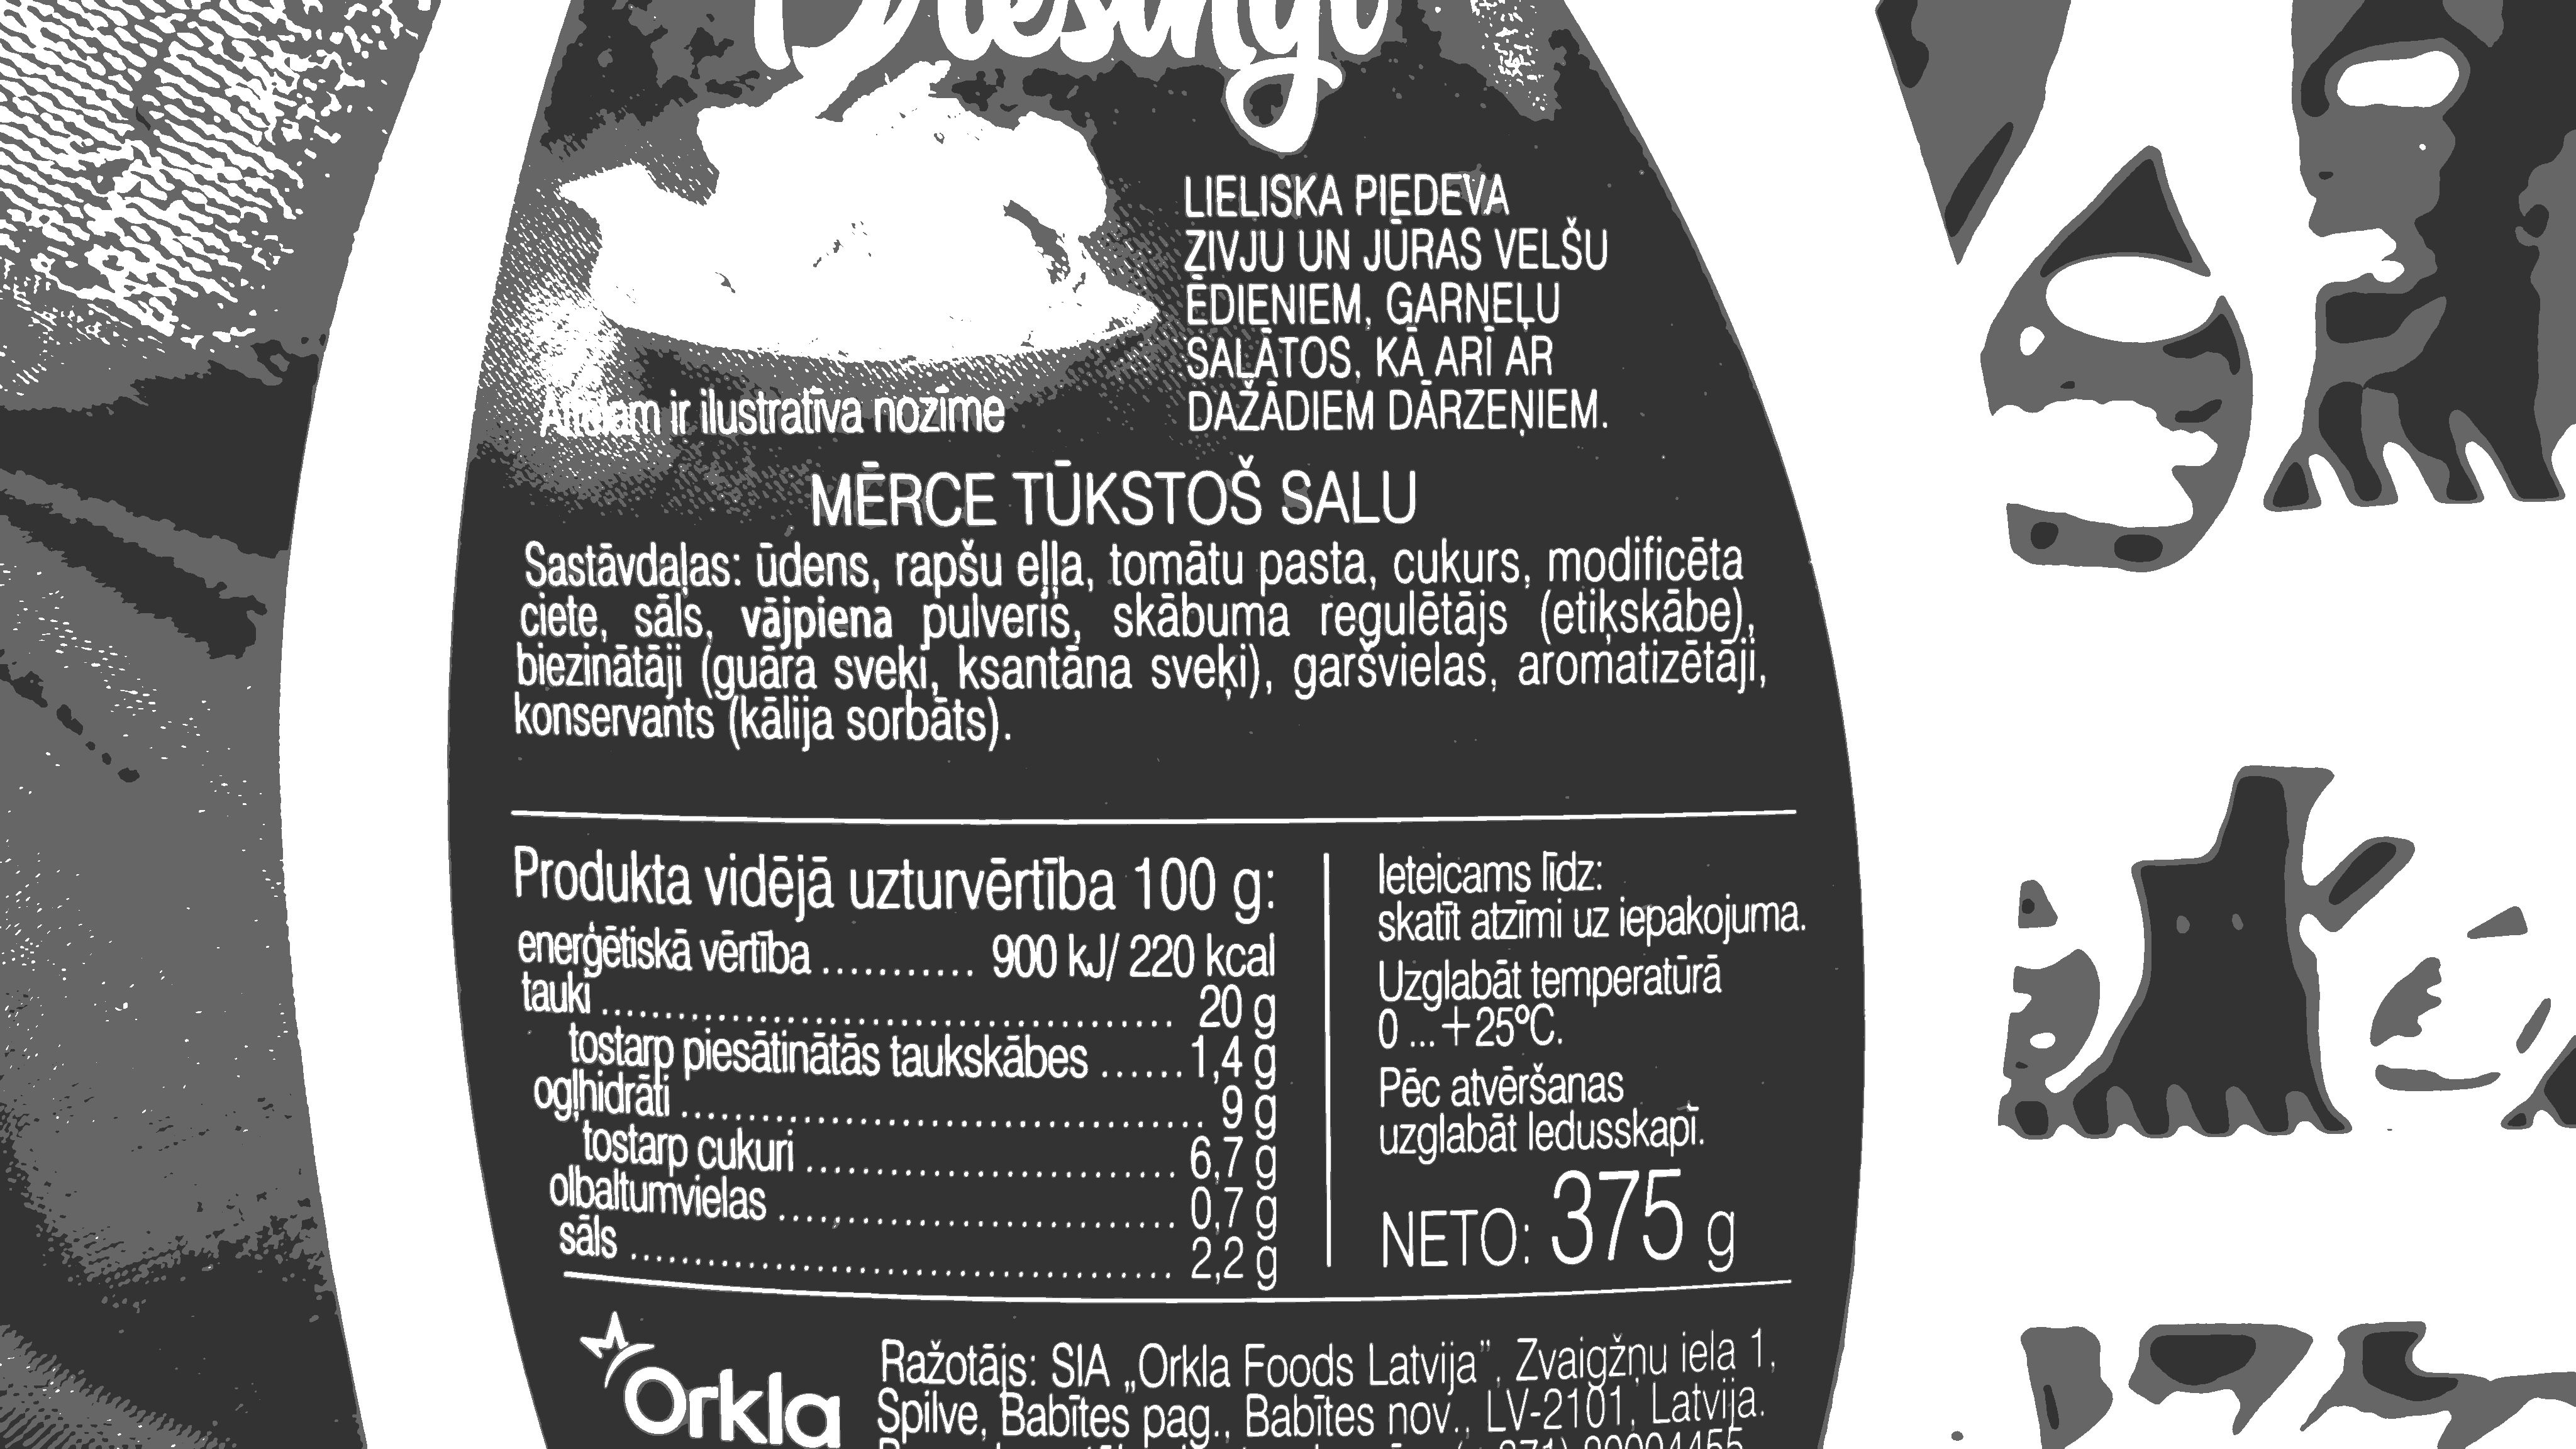 LIELISKA PIEDEVA
ZIVJU UN JŪRAS VELŠU
ĒDIENIEM, GARNEĻU
SALĀTOS, KĀ ARĪ AR
DAŽĀDIEM DĀRZEŅIEM.
ir ilustratīva nozīme
MĒRCE TŪKSTOŠ SALU
Sastāvdaļas: ūdens, rapšu eļļa, tomātu pasta, cukurs, modificēta
ciete, sāls, vājpiena pulveris, skābuma regulētājs (etiķskābe),
biezinātāji (guāra sveķi, ksantāna sveķi), garšvielas, aromatizētāji,
konservants (kālija sorbāts).
Produkta vidējā uzturvērtība 100 g:
enerģētiskā vērtība ........... 900 kJ/ 220 kcal
tauki ............................................ 20 g
tostarp piesātinātās taukskābes ...... 1,4 g
ogļhidrāti ......................................... 9 g
tostarp cukuri ............................. 6,7 g
olbaltumvielas ............................... 0,7 g
sāls ........................................... 2,2 g
Ieteicams līdz:
skatīt atzīmi uz iepakojuma.
Uzglabāt temperatūrā
0 ... +25°C.
Pēc atvēršanas
uzglabāt ledusskapī.
NETO: 375 g
Orkla
Ražotājs: SIA „Orkla Foods Latvija", Zvaigžņu iela 1,
Spilve, Babītes pag., Babītes nov., LV-2101, Latvija.